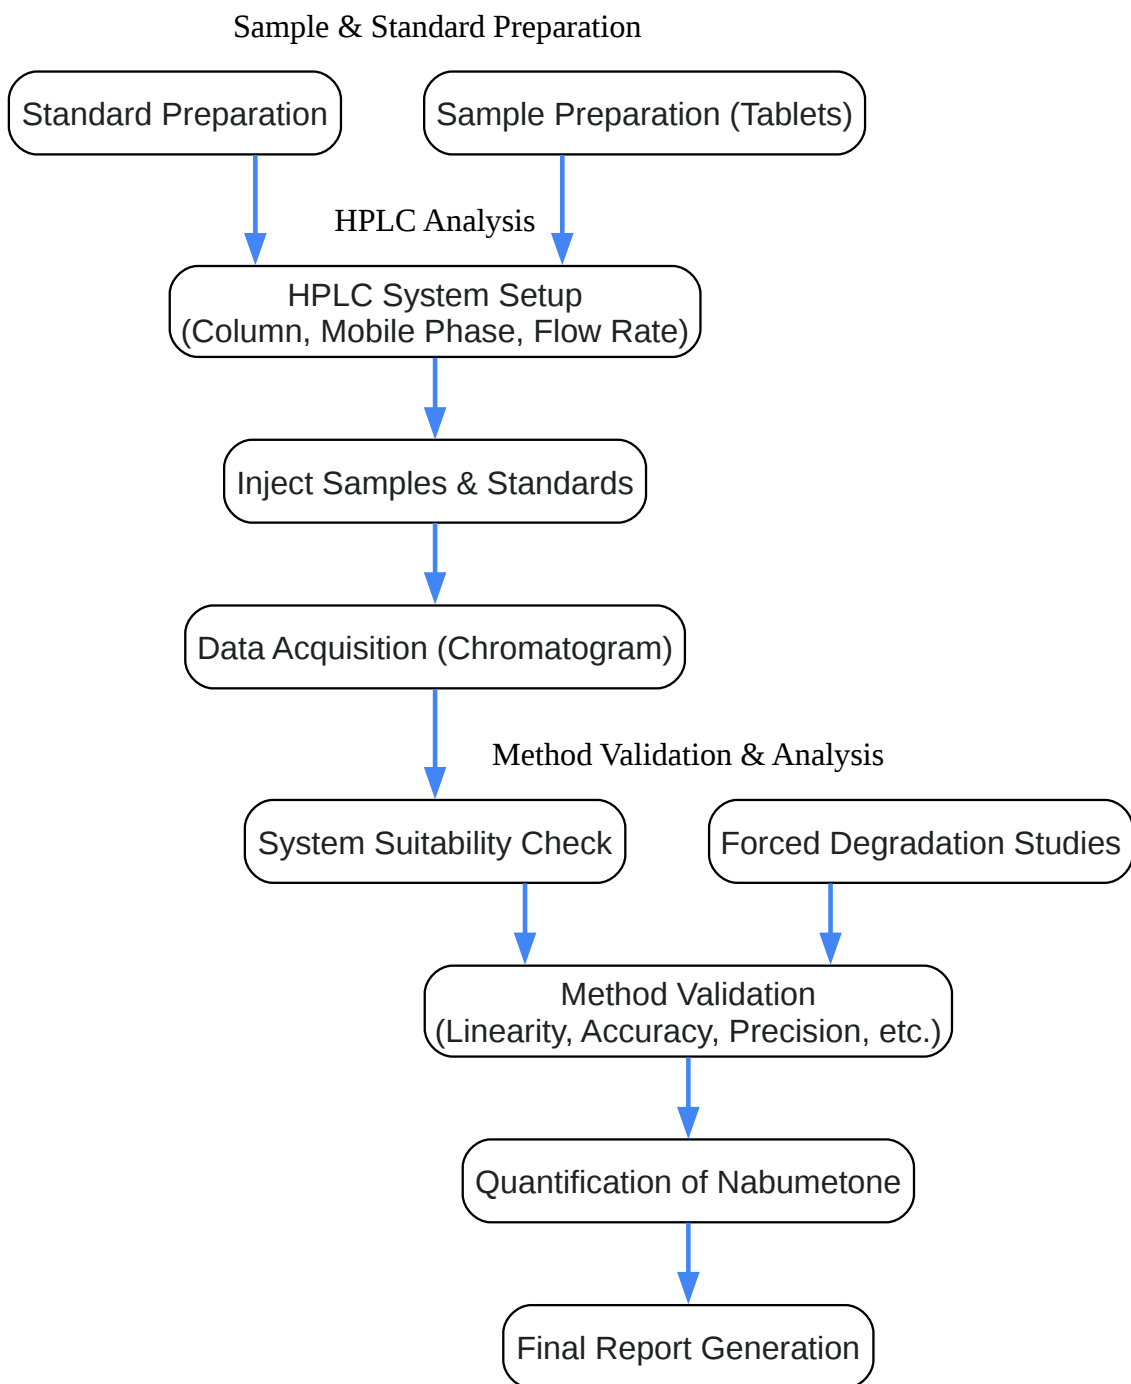 Sample & Standard Preparation
Standard Preparation
Sample Preparation (Tablets)
HPLC Analysis
HPLC System Setup
(Column, Mobile Phase, Flow Rate)
Inject Samples & Standards
Data Acquisition (Chromatogram)
Method Validation & Analysis
System Suitability Check
Forced Degradation Studies
Method Validation
(Linearity, Accuracy, Precision, etc.)
Quantification of Nabumetone
Final Report Generation